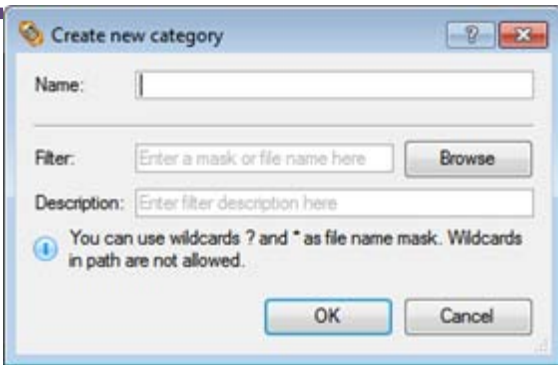 Create new category
Name:
Filter: Enter a mask or file name here Browse
Description: Enter filter description here
You can use wildcards ? and * as file name mask. Wildcards
in path are not allowed.
OK Cancel